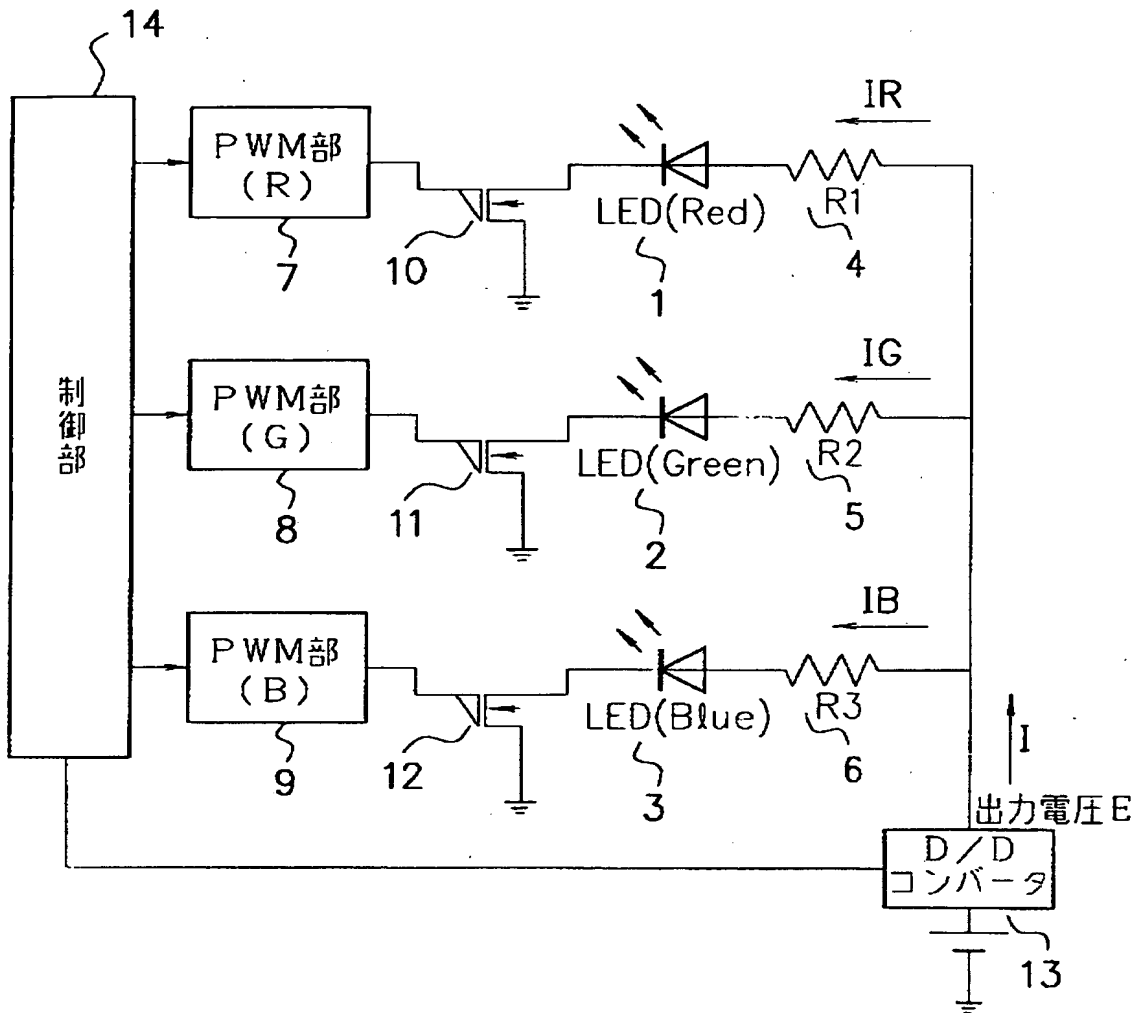 14
IR
PWM部
(R)
R1
LED(Red)
7
10
1
4
IG
PWM部
(G)
R2
LED(Green)
8
11
2
5
制御部
IB
PWM部
(B)
R3
LED(Blue)
9
12
3
6
I
出力電圧E
D/D
コンバータ
13